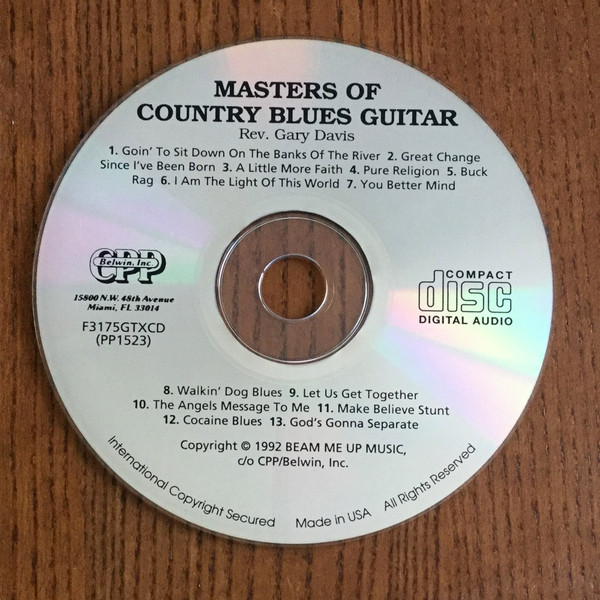 MASTERS OF
COUNTRY BLUES GUITAR
Rev. Gary Davis
1. Goin' To Sit Down On The Banks Of The River 2. Great Change
Since I've Been Born 3. A Little More Faith 4. Pure Religion 5. Buck
Rag 6. I Am The Light Of This World 7. You Better Mind
CPP
Belwin, Inc.
15800 N.W. 48th Avenue
Miami, FL 33014
F3175GTXCD
(PP1523)
COMPACT
disc
DIGITAL AUDIO
8. Walkin' Dog Blues 9. Let Us Get Together
10. The Angels Message To Me 11. Make Believe Stunt
12. Cocaine Blues 13. God's Gonna Separate
Copyright © 1992 BEAM ME UP MUSIC,
c/o CPP/Belwin, Inc.
International Copyright Secured Made in USA All Rights Reserved